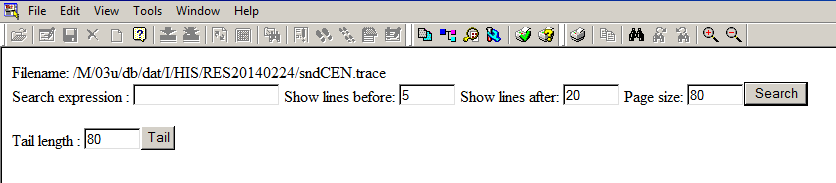 File Edit View Tools Window Help
Filename: /M/03u/db/dat/I/HIS/RES20140224/sndCEN.trace
Search expression : Show lines before: 5 Show lines after: 20 Page size: 80 Search
Tail length : 80 Tail